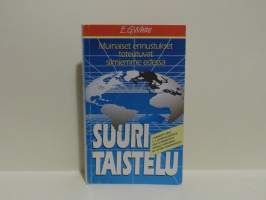 E. G. White
Muinaiset ennustukset
toteutuvat
silmiemme edessä
SUURI
TAISTELU